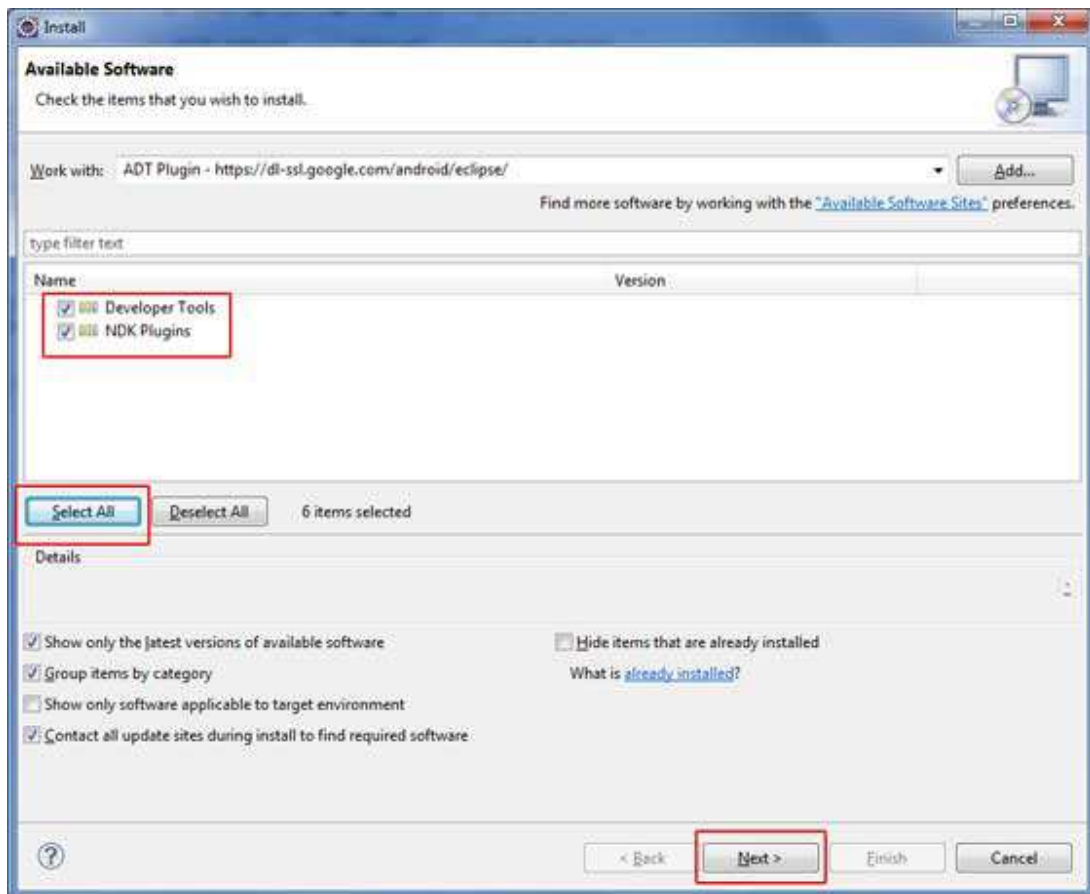 Install
Available Software
Check the items that you wish to install.
Work with: ADT Plugin - https://dl-ssl.google.com/android/eclipse/ Add...
Find more software by working with the "Available Software Sites" preferences.
type filter text
Name Version
Developer Tools
NDK Plugins
Select All Deselect All 6 items selected
Details
Show only the latest versions of available software Hide items that are already installed
Group items by category What is already installed?
Show only software applicable to target environment
Contact all update sites during install to find required software
? < Back Next > Finish Cancel